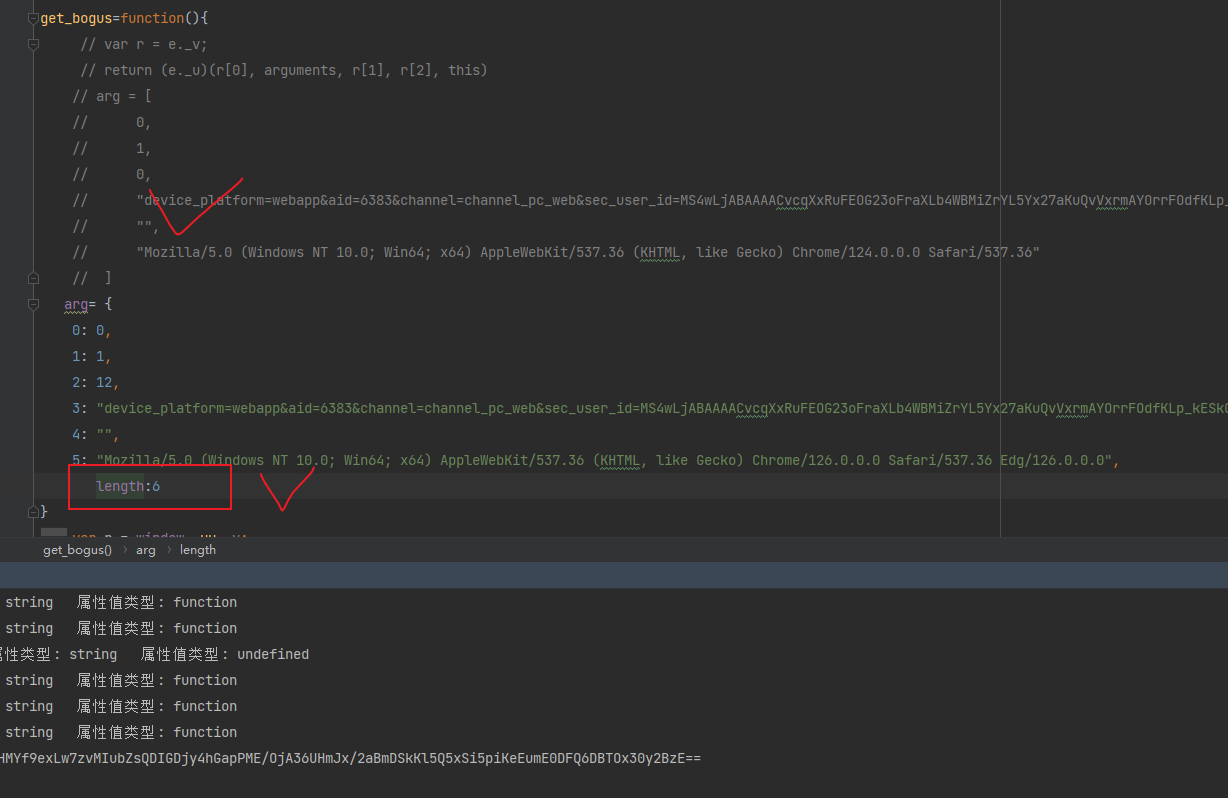 get_bogus=function(){
// var r = e._v;
// return (e._u)(r[0], arguments, r[1], r[2], this)
// arg = [
// 0,
// 1,
// 0,
// "device_platform=webapp&aid=6383&channel=channel_pc_web&sec_user_id=MS4wLjABAAAACvcqXxRuFEOG23oFraXLb4WBMiZrYL5Yx27aKuQvVxrmAYOrrFOdfKLp_
// "",
// "Mozilla/5.0 (Windows NT 10.0; Win64; x64) AppleWebKit/537.36 (KHTML, like Gecko) Chrome/124.0.0.0 Safari/537.36"
// ]
arg= {
0: 0,
1: 1,
2: 12,
3: "device_platform=webapp&aid=6383&channel=channel_pc_web&sec_user_id=MS4wLjABAAAACvcqXxRuFEOG23oFraXLb4WBMiZrYL5Yx27aKuQvVxrmAYOrrFOdfKLp_kESk
4: "",
5: "Mozilla/5.0 (Windows NT 10.0; Win64; x64) AppleWebKit/537.36 (KHTML, like Gecko) Chrome/126.0.0.0 Safari/537.36 Edg/126.0.0.0",
length:6
}
get_bogus() › arg › length
string 属性值类型: function
string 属性值类型: function
属性类型: string 属性值类型: undefined
string 属性值类型: function
string 属性值类型: function
string 属性值类型: function
HMYf9exLw7zvMIubZsQDIGDjy4hGapPME/OjA36UHmJx/2aBmDSkKl5Q5xSi5piKeEumE0DFQ6DBTOx30y2BzE==